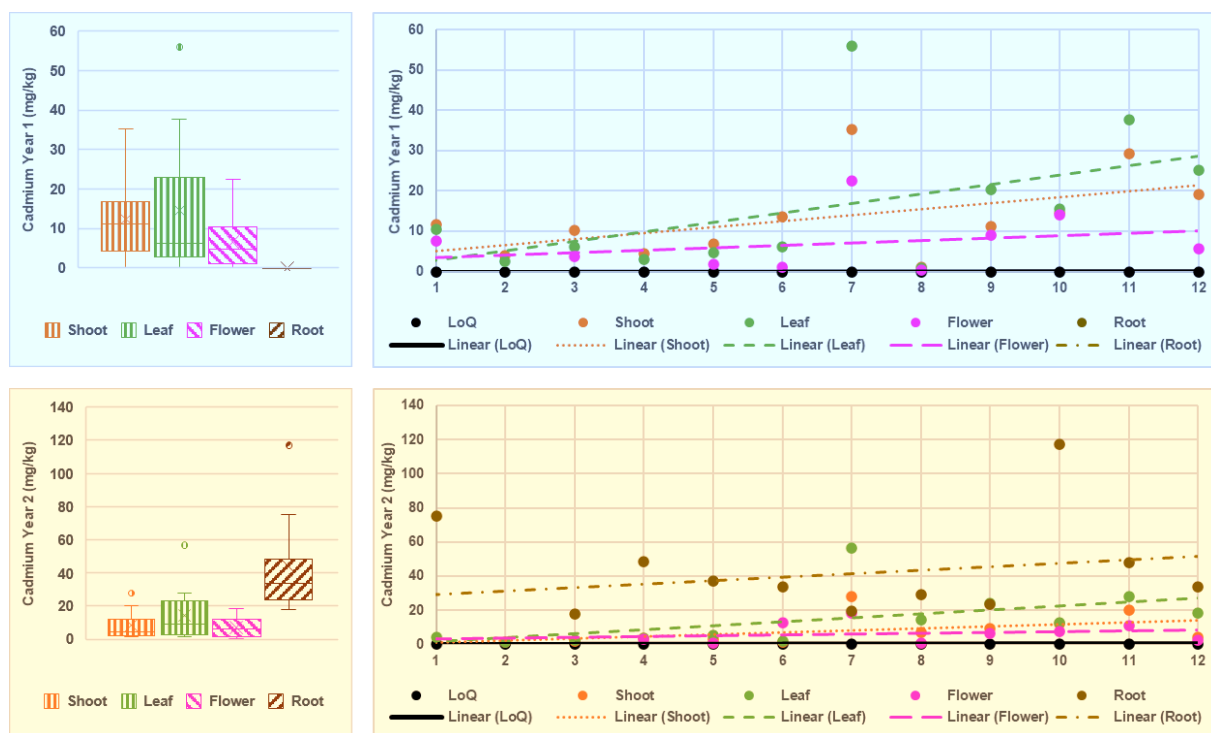 Cadmium Year 1 (mg/kg)
60
50
40
30
20
10
0
Shoot Leaf Flower Root
Cadmium Year 1 (mg/kg)
60
50
40
30
20
10
0
1 2 3 4 5 6 7 8 9 10 11 12
LoQ Shoot Leaf Flower Root
Linear (LoQ) Linear (Shoot) Linear (Leaf) Linear (Flower) Linear (Root)
Cadmium Year 2 (mg/kg)
140
120
100
80
60
40
20
0
Shoot Leaf Flower Root
Cadmium Year 2 (mg/kg)
140
120
100
80
60
40
20
0
1 2 3 4 5 6 7 8 9 10 11 12
LoQ Shoot Leaf Flower Root
Linear (LoQ) Linear (Shoot) Linear (Leaf) Linear (Flower) Linear (Root)